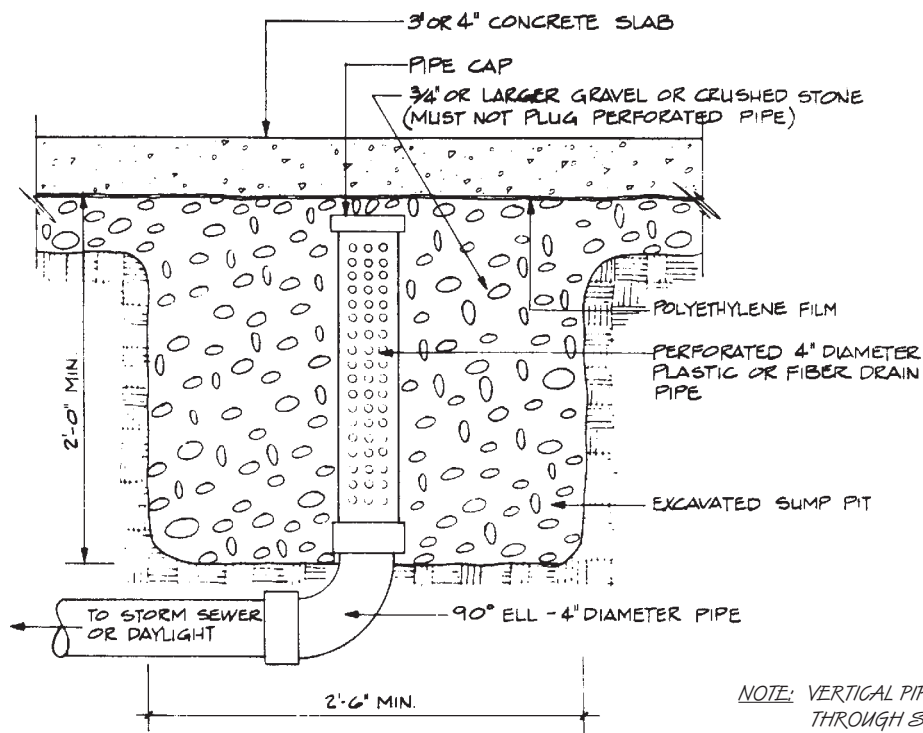 3" OR 4" CONCRETE SLAB
PIPE CAP
3/4" OR LARGER GRAVEL OR CRUSHED STONE
(MUST NOT PLUG PERFORATED PIPE)
POLYETHYLENE FILM
PERFORATED 4" DIAMETER
PLASTIC OR FIBER DRAIN
PIPE
2'-0" MIN
EXCAVATED SUMP PIT
90° ELL - 4" DIAMETER PIPE
TO STORM SEWER
OR DAYLIGHT
2'-6" MIN.
NOTE: VERTICAL
THROUGH